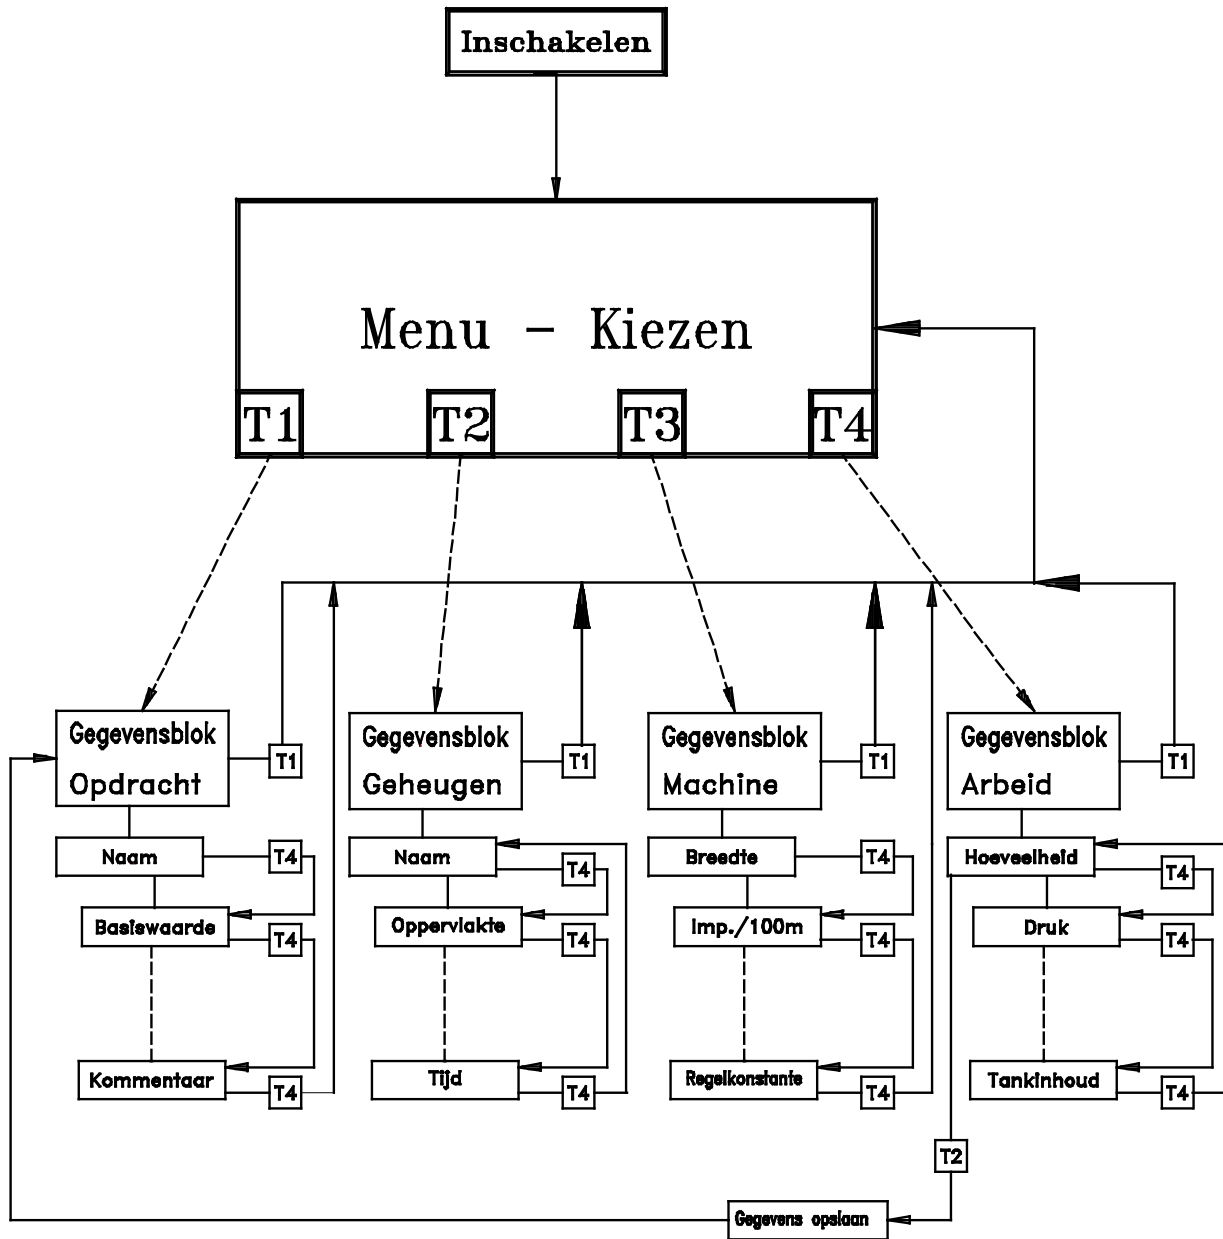 Inschakelen
Menu - Kiezen
T1
T2
T3
T4
Gegevensblok
Opdracht
T1
Naam
T4
Basiswaarde
T4
Kommentaar
T4
Gegevensblok
Geheugen
T1
Naam
T4
Oppervlakte
T4
Tijd
T4
Gegevensblok
Machine
T1
Breedte
T4
Imp./100m
T4
Regelkonstante
T4
Gegevensblok
Arbeid
T1
Hoeveelheid
T4
Druk
T4
Tankinhoud
T4
T2
Gegevens opslaan